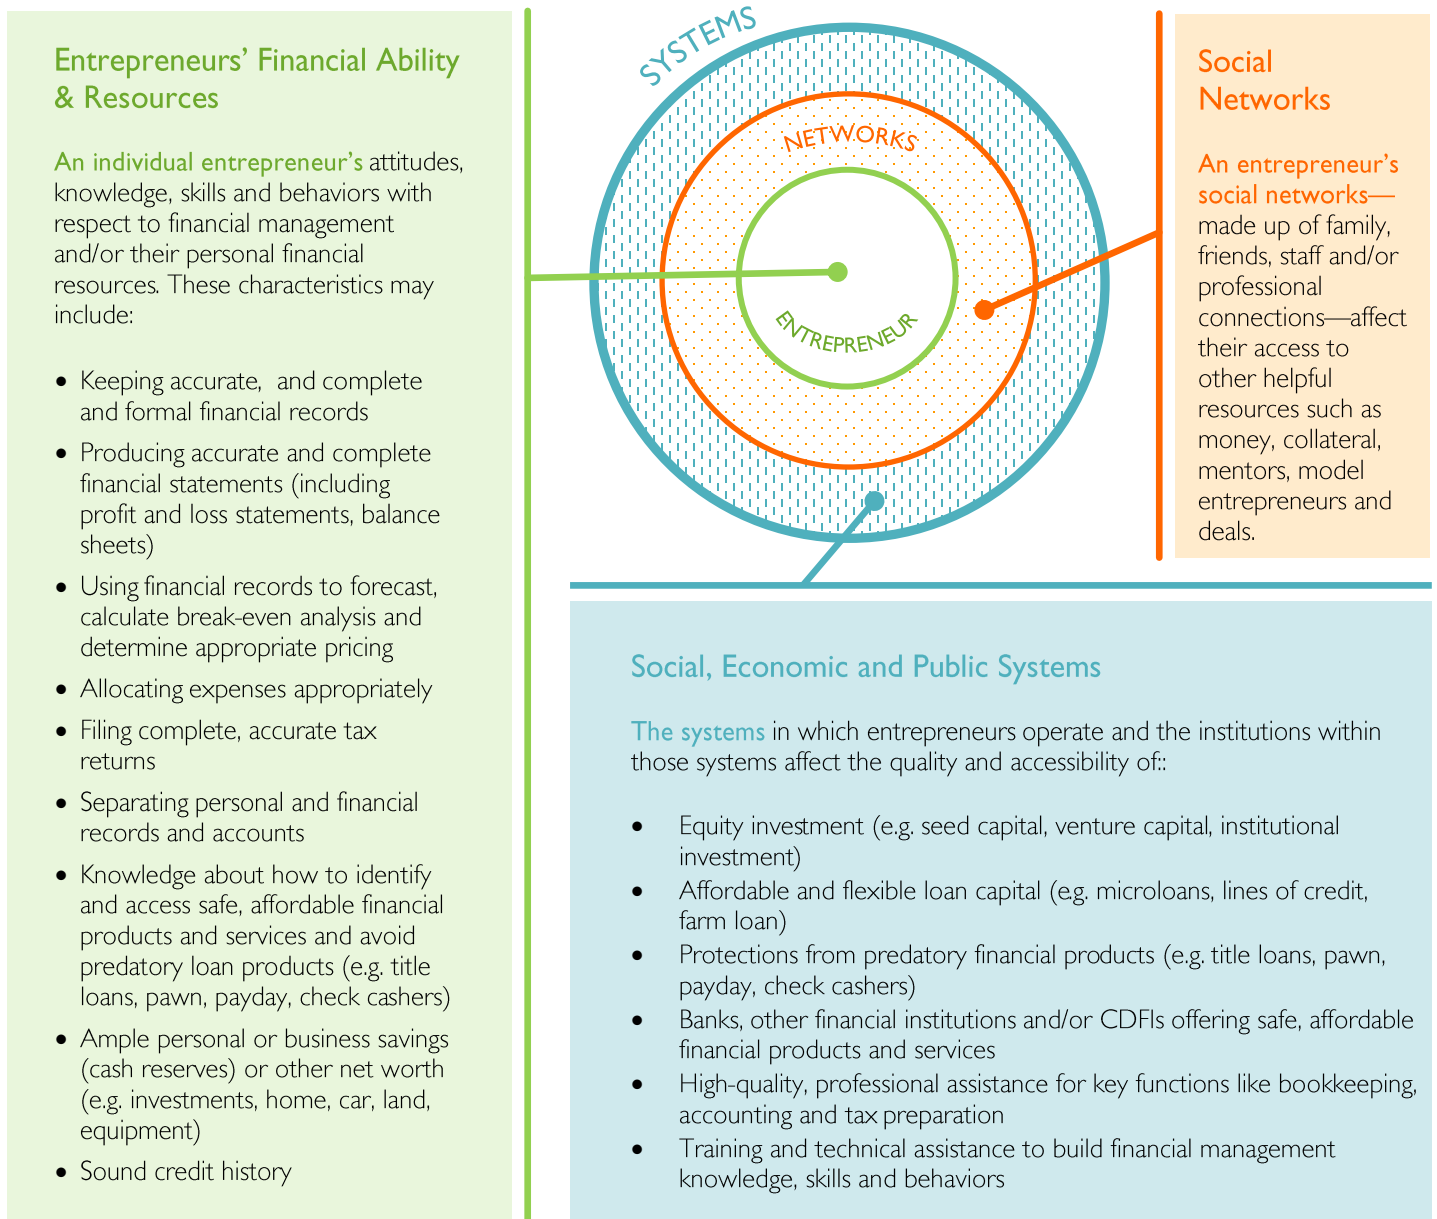 Entrepreneurs’ Financial Ability
& Resources
An individual entrepreneur’s attitudes,
knowledge, skills and behaviors with
respect to financial management
and/or their personal financial
resources. These characteristics may
include:
• Keeping accurate,  and complete
and formal financial records
• Producing accurate and complete
financial statements (including
profit and loss statements, balance
sheets)
• Using financial records to forecast,
calculate break-even analysis and
determine appropriate pricing
• Allocating expenses appropriately
• Filing complete, accurate tax
returns
• Separating personal and financial
records and accounts
• Knowledge about how to identify
and access safe, affordable financial
products and services and avoid
predatory loan products (e.g. title
loans, pawn, payday, check cashers)
• Ample personal or business savings
(cash reserves) or other net worth
(e.g. investments, home, car, land,
equipment)
• Sound credit history
SYSTEMS
NETWORKS
ENTREPRENEUR
Social
Networks
An entrepreneur’s
social networks—
made up of family,
friends, staff and/or
professional
connections—affect
their access to
other helpful
resources such as
money, collateral,
mentors, model
entrepreneurs and
deals.
Social, Economic and Public Systems
The systems in which entrepreneurs operate and the institutions within
those systems affect the quality and accessibility of::
• Equity investment (e.g. seed capital, venture capital, institutional
investment)
• Affordable and flexible loan capital (e.g. microloans, lines of credit,
farm loan)
• Protections from predatory financial products (e.g. title loans, pawn,
payday, check cashers)
• Banks, other financial institutions and/or CDFIs offering safe, affordable
financial products and services
• High-quality, professional assistance for key functions like bookkeeping,
accounting and tax preparation
• Training and technical assistance to build financial management
knowledge, skills and behaviors